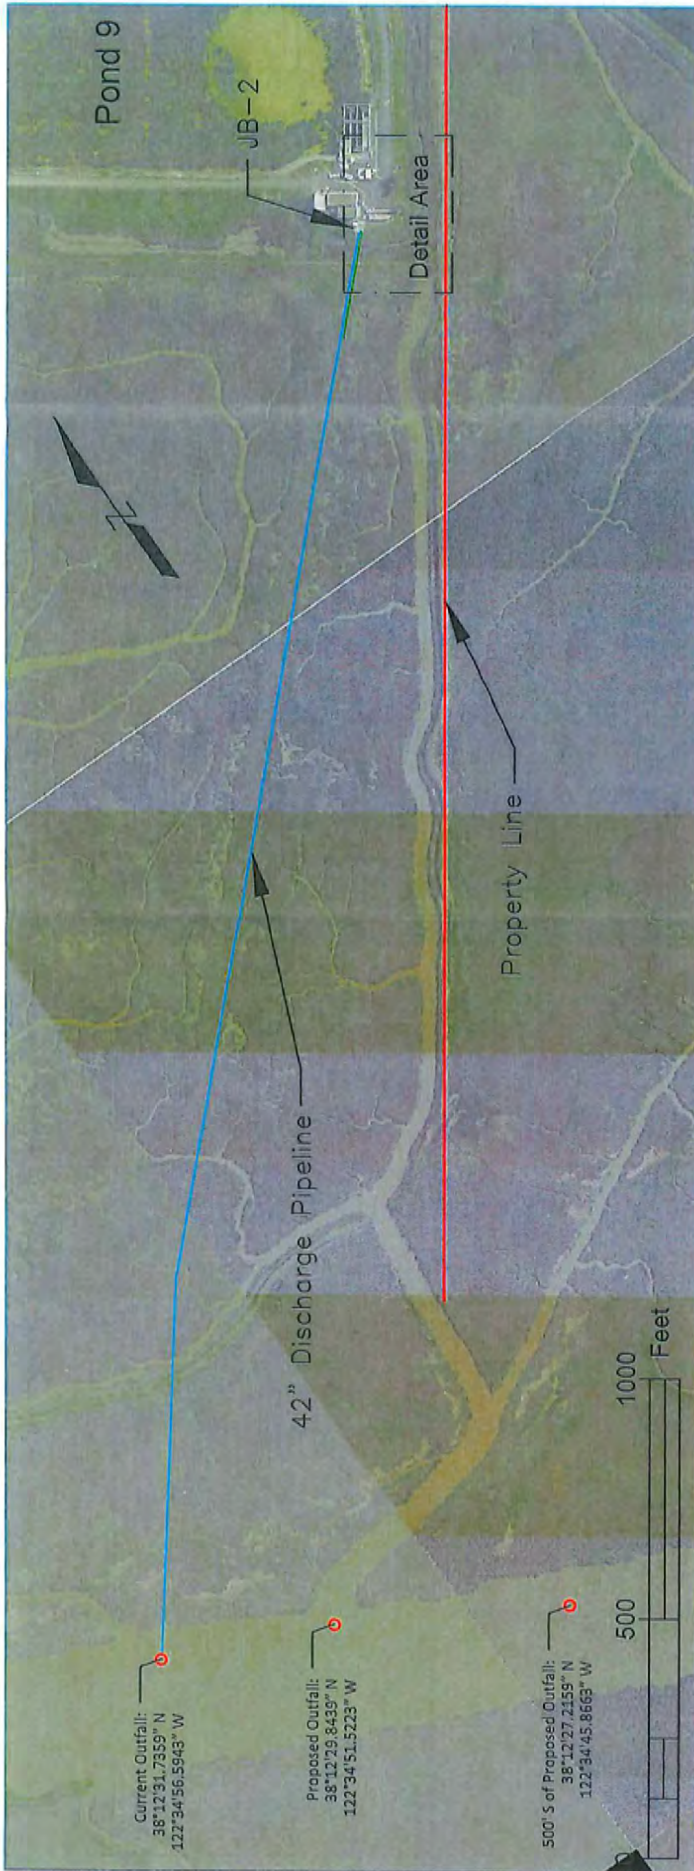 Pond 9
JB-2
Detail Area
Property Line
42" Discharge Pipeline
Current Outfall:
38°12'31.7359" N
122°34'56.5943" W
Proposed Outfall:
38°12'29.8439" N
122°34'51.5223" W
500' S of Proposed Outfall:
38°12'27.2159" N
122°34'45.8663" W
N
0 500 1000
Feet